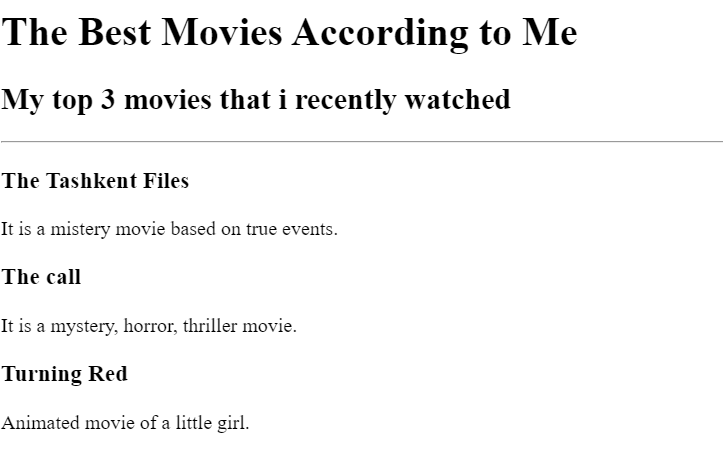 The Best Movies According to Me
My top 3 movies that i recently watched
The Tashkent Files
It is a mistery movie based on true events.
The call
It is a mystery, horror, thriller movie.
Turning Red
Animated movie of a little girl.